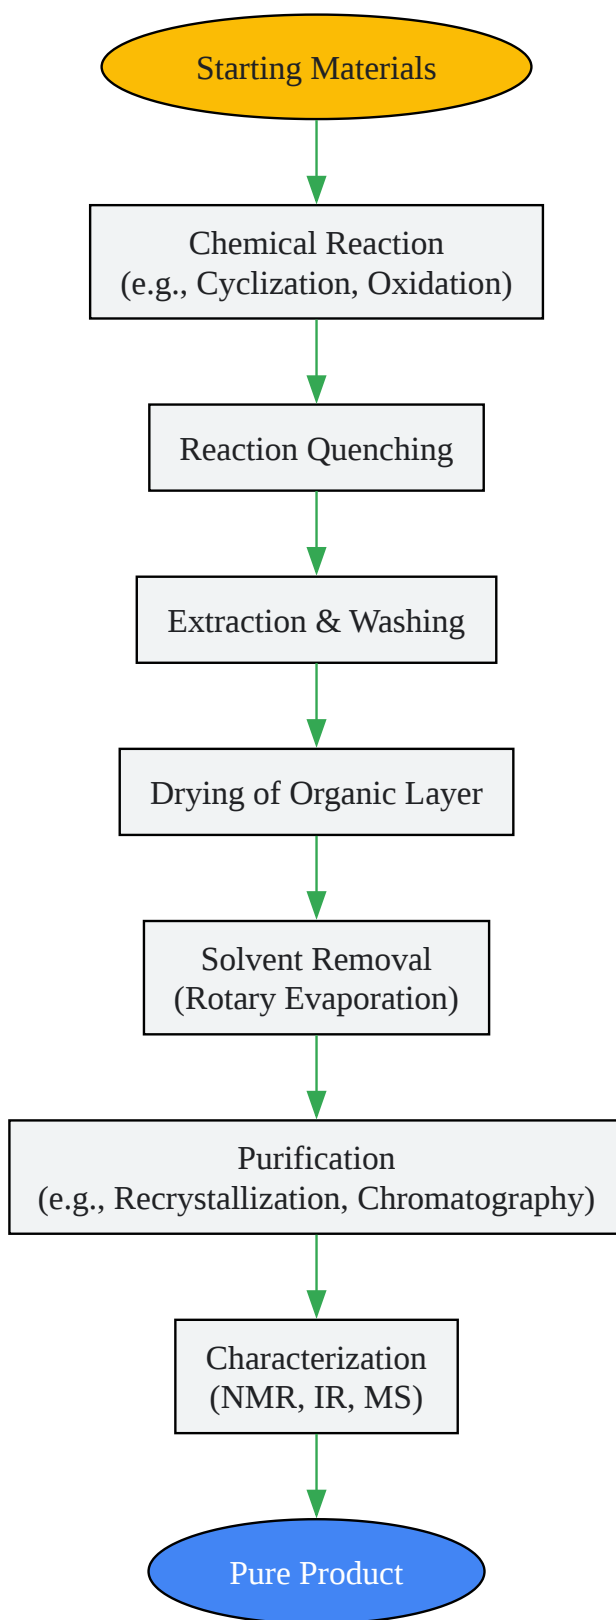 Starting Materials
Chemical Reaction
(e.g., Cyclization, Oxidation)
Reaction Quenching
Extraction & Washing
Drying of Organic Layer
Solvent Removal
(Rotary Evaporation)
Purification
(e.g., Recrystallization, Chromatography)
Characterization
(NMR, IR, MS)
Pure Product